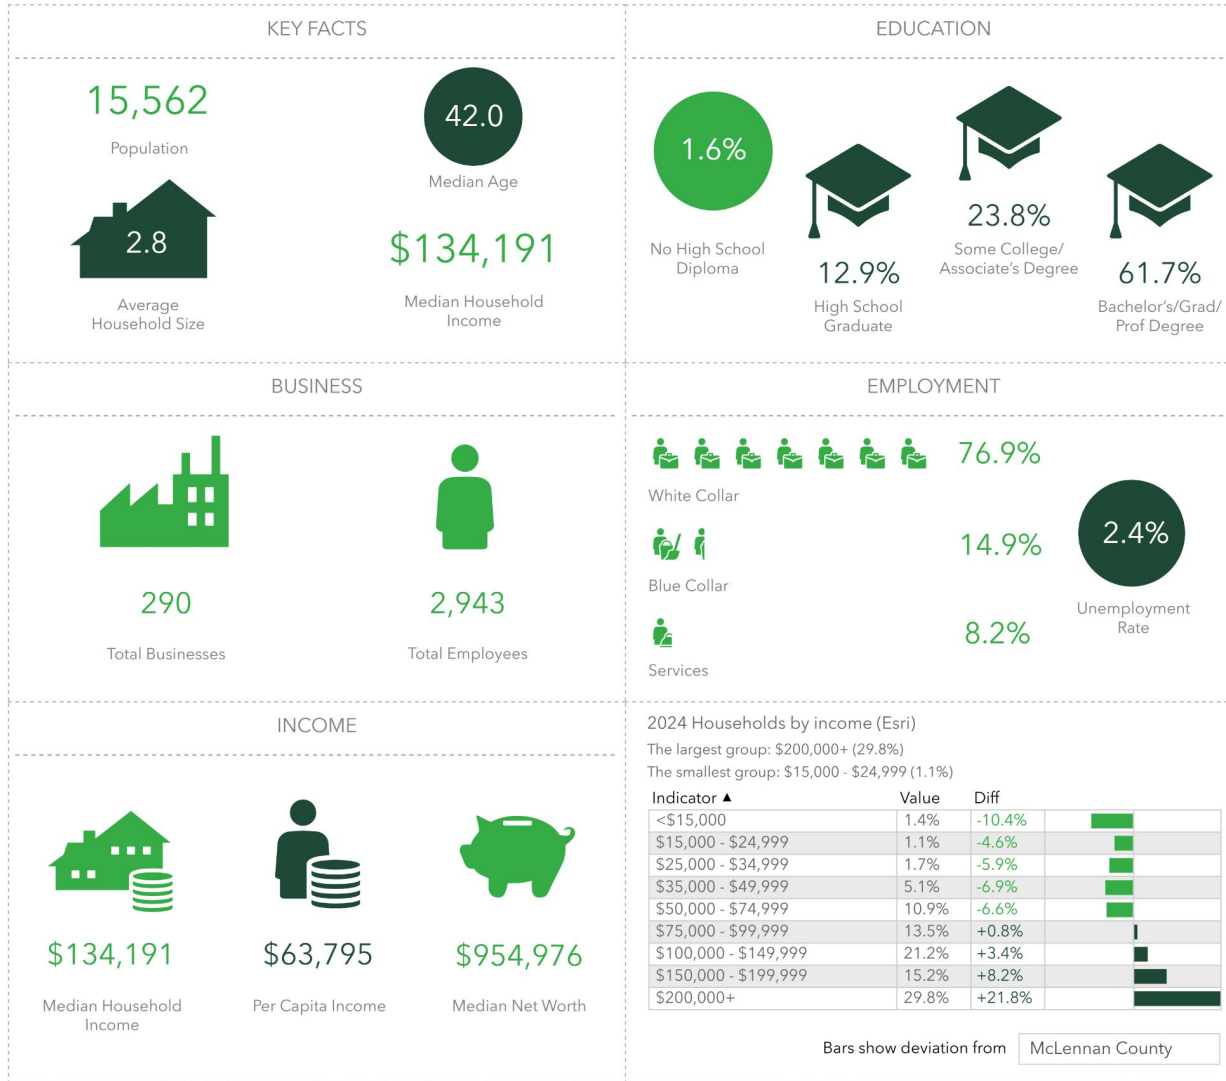 KEY FACTS
15,562
Population
42.0
Median Age
2.8
Average
Household Size
$134,191
Median Household
Income
EDUCATION
1.6%
No High School
Diploma
12.9%
High School
Graduate
23.8%
Some College/
Associate's Degree
61.7%
Bachelor's/Grad/
Prof Degree
BUSINESS
290
Total Businesses
2,943
Total Employees
EMPLOYMENT
76.9%
White Collar
14.9%
Blue Collar
8.2%
Services
2.4%
Unemployment
Rate
INCOME
$134,191
Median Household
Income
$63,795
Per Capita Income
$954,976
Median Net Worth
2024 Households by income (Esri)
The largest group: $200,000+ (29.8%)
The smallest group: $15,000 - $24,999 (1.1%)
Indicator ▲ Value Diff
<$15,000 1.4% -10.4%
$15,000 - $24,999 1.1% -4.6%
$25,000 - $34,999 1.7% -5.9%
$35,000 - $49,999 5.1% -6.9%
$50,000 - $74,999 10.9% -6.6%
$75,000 - $99,999 13.5% +0.8%
$100,000 - $149,999 21.2% +3.4%
$150,000 - $199,999 15.2% +8.2%
$200,000+ 29.8% +21.8%
Bars show deviation from McLennan County